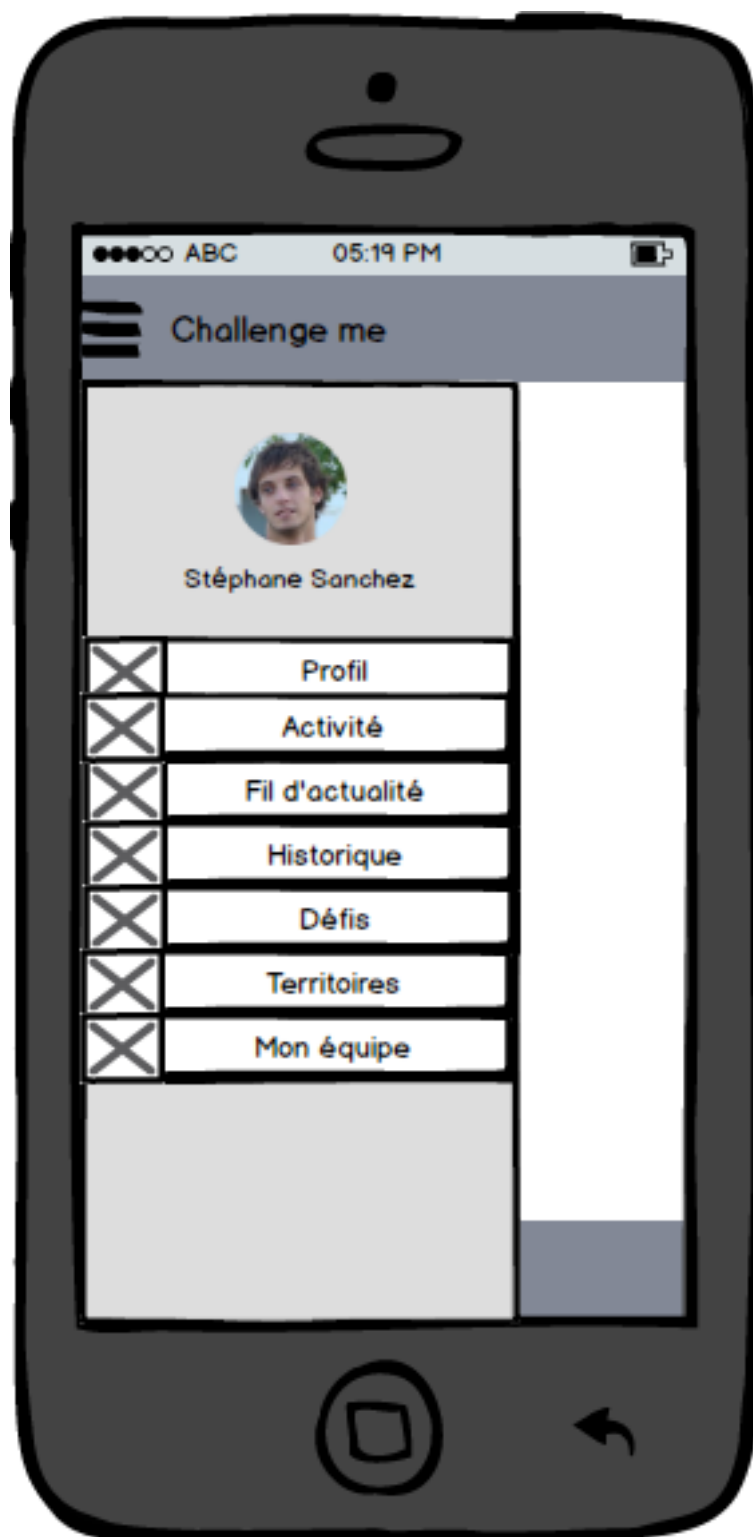 ABC 05:19 PM
Challenge me
Stéphane Sanchez
Profil
Activité
Fil d'actualité
Historique
Défis
Territoires
Mon équipe